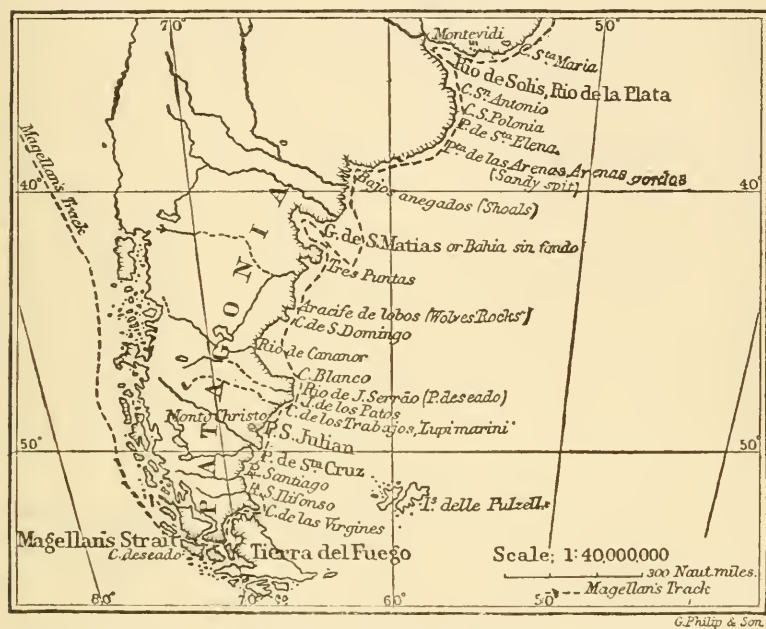 70°
50°
Montevidi
C. Sta Maria
Rio de Solis, Rio de la Plata
C. Sn. Antonio
C. S. Polonia
P. de Sta Elena
Pta de las Arenas, Arenas gordas
(Sandy spit)
Magellan's Track
40°
40°
Bajos anegados (Shoals)
G. de S. Matias or Bahia sin fondo
Tres Puntas
PATAGONIA
Aracife de lobos (Wolves Rocks)
C. de S. Domingo
Rio de Cananor
C. Blanco
Rio de J. Serrão (P. deseado)
I. de los Patos
Monte Christo
C. de los Trabajos, Lupi marini
P. S. Julian
50°
50°
P. de Sta Cruz
R. Santiago
R. S. Ilifonso
Is. delle Pulzelle
C. de las Virgines
Magellan's Strait
C. deseado
Tierra del Fuego
Scale; 1:40,000,000
300 Naut. miles.
Magellan's Track
80°
70°
60°
50°
G. Philip & Son